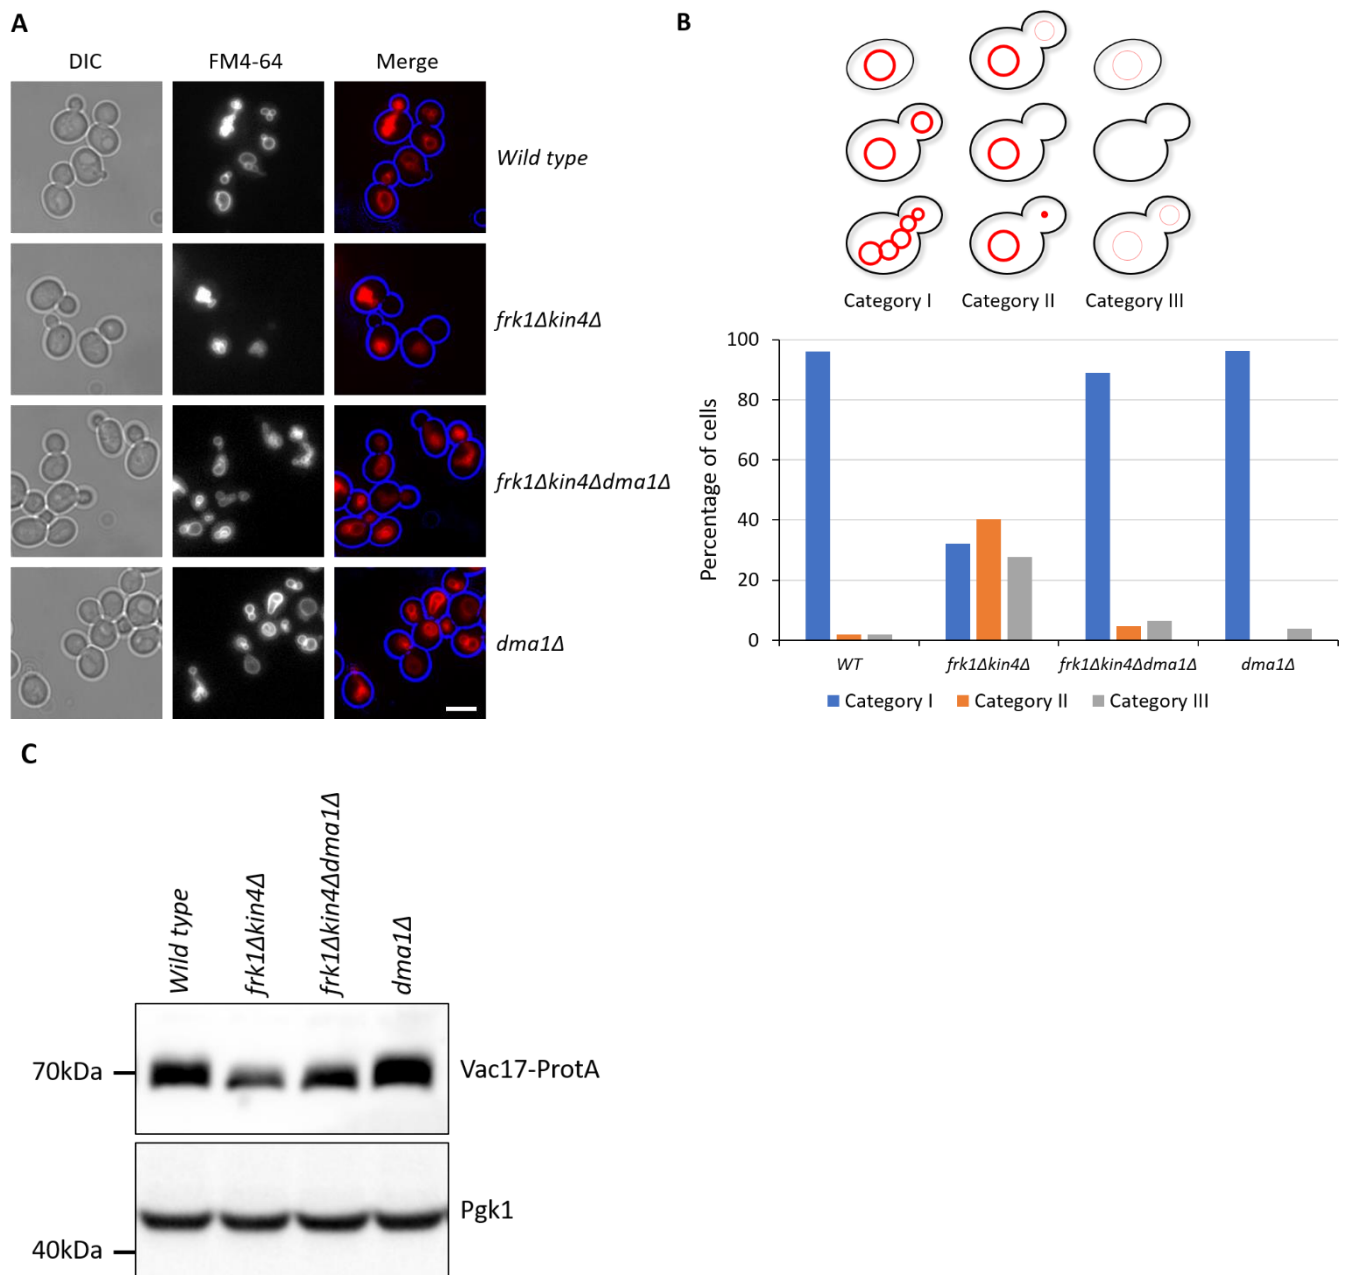 A
DIC
FM4-64
Merge
Wild type
frk1Δkin4Δ
frk1Δkin4Δdma1Δ
dma1Δ
B
Category I
Category II
Category III
Percentage of cells
100
80
60
40
20
0
WT
frk1Δkin4Δ
frk1Δkin4Δdma1Δ
dma1Δ
Category I
Category II
Category III
C
Wild type
frk1Δkin4Δ
frk1Δkin4Δdma1Δ
dma1Δ
70kDa
Vac17-ProtA
Pgk1
40kDa